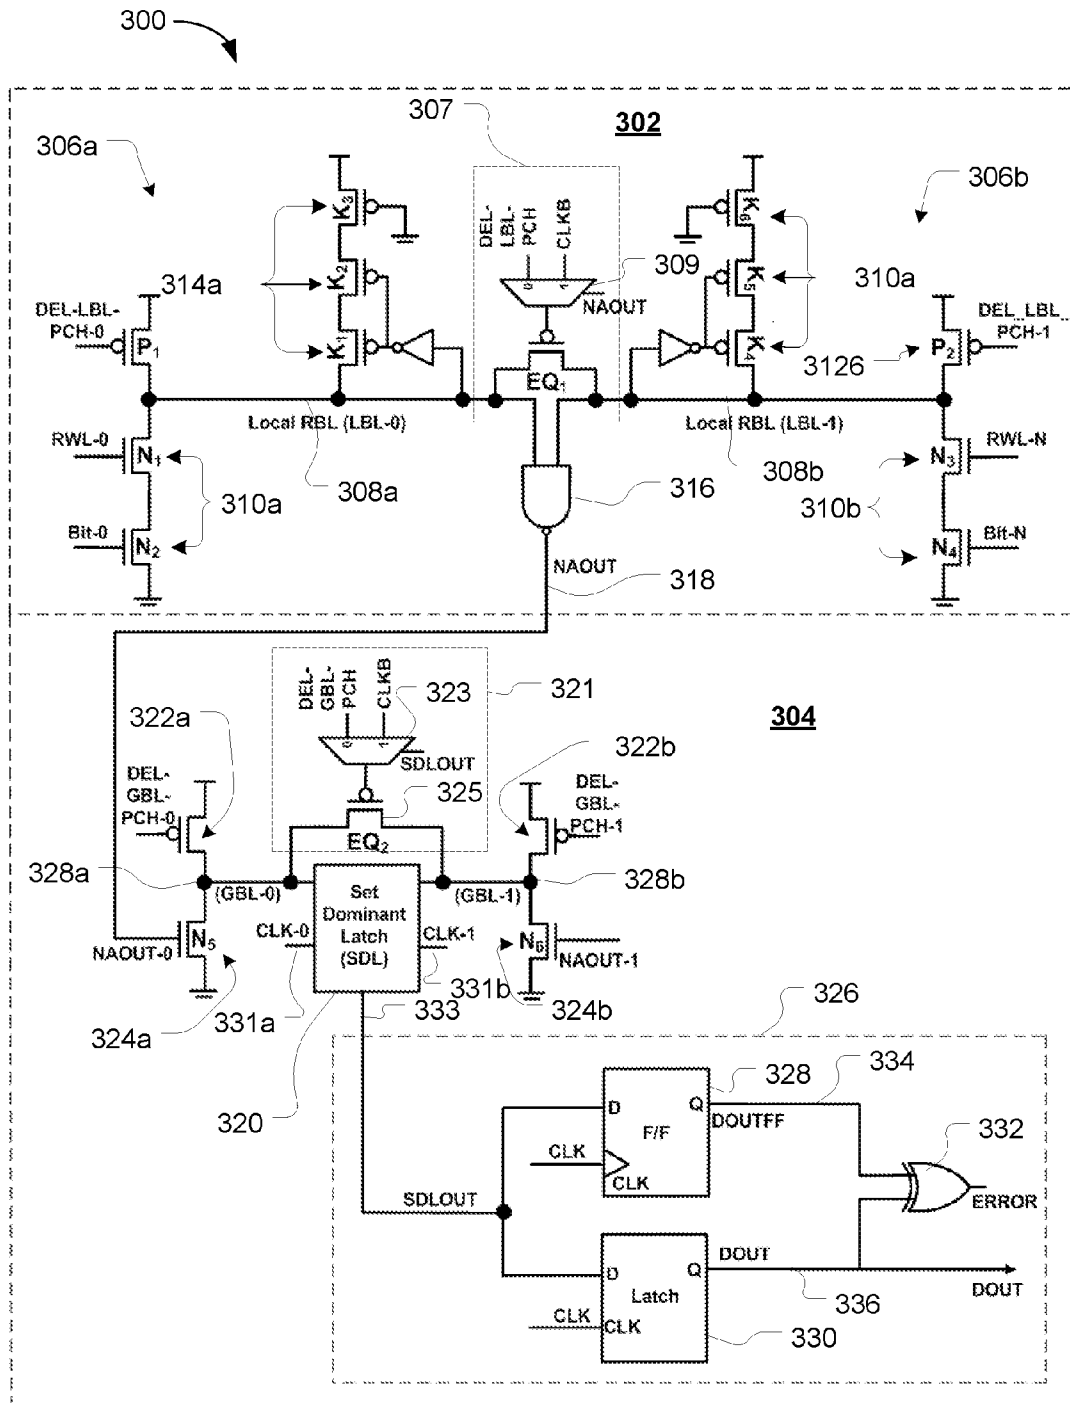 300
307
302
306a
306b
K3
K2
K1
314a
DEL-
LBL-
PCH
CLKB
0
1
309
NAOUT
K6
K5
K4
310a
DEL-LBL-
PCH-0
P1
DEL_LBL_
PCH-1
P2
3126
EQ1
Local RBL (LBL-0)
Local RBL (LBL-1)
RWL-0
N1
308a
310a
316
308b
RWL-N
N3
310b
Bit-0
N2
Bit-N
N4
NAOUT
318
DEL-
GBL-
PCH
CLKB
0
1
323
321
304
322a
322b
SDLOUT
DEL-
GBL-
PCH-0
325
DEL-
GBL-
PCH-1
EQ2
328a
(GBL-0)
(GBL-1)
328b
Set
Dominant
Latch
(SDL)
CLK-0
CLK-1
N5
NAOUT-0
N6
NAOUT-1
331a
331b
333
324a
324b
320
326
328
334
D
Q
F/F
DOUTFF
332
CLK
CLK
SDLOUT
ERROR
D
Q
DOUT
Latch
DOUT
336
CLK
CLK
330